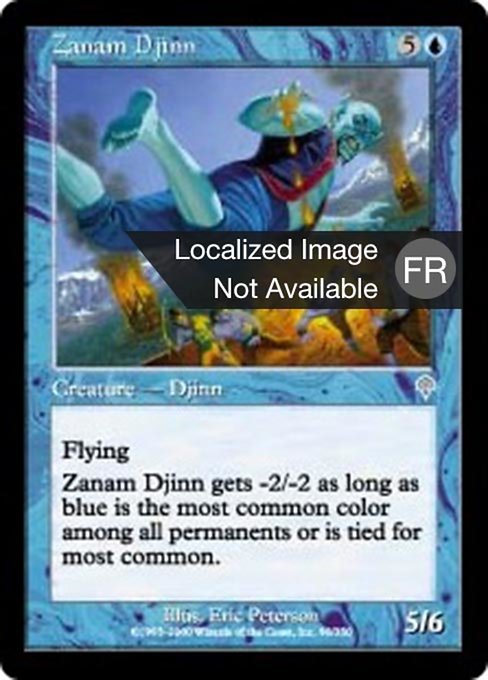 Zanam Djinn 5
Localized Image
Not Available
FR
Creature — Djinn
Flying
Zanam Djinn gets -2/-2 as long as
blue is the most common color
among all permanents or is tied for
most common.
Illus. Eric Peterson
5/6